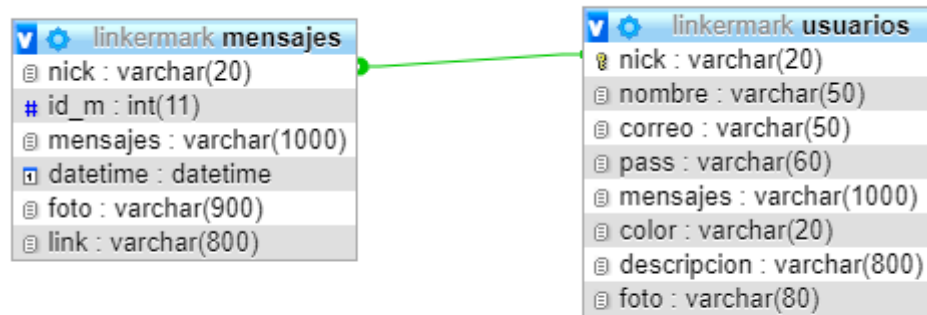 linkermark mensajes
nick : varchar(20)
id_m : int(11)
mensajes : varchar(1000)
datetime : datetime
foto : varchar(900)
link : varchar(800)
linkermark usuarios
nick : varchar(20)
nombre : varchar(50)
correo : varchar(50)
pass : varchar(60)
mensajes : varchar(1000)
color : varchar(20)
descripcion : varchar(800)
foto : varchar(80)